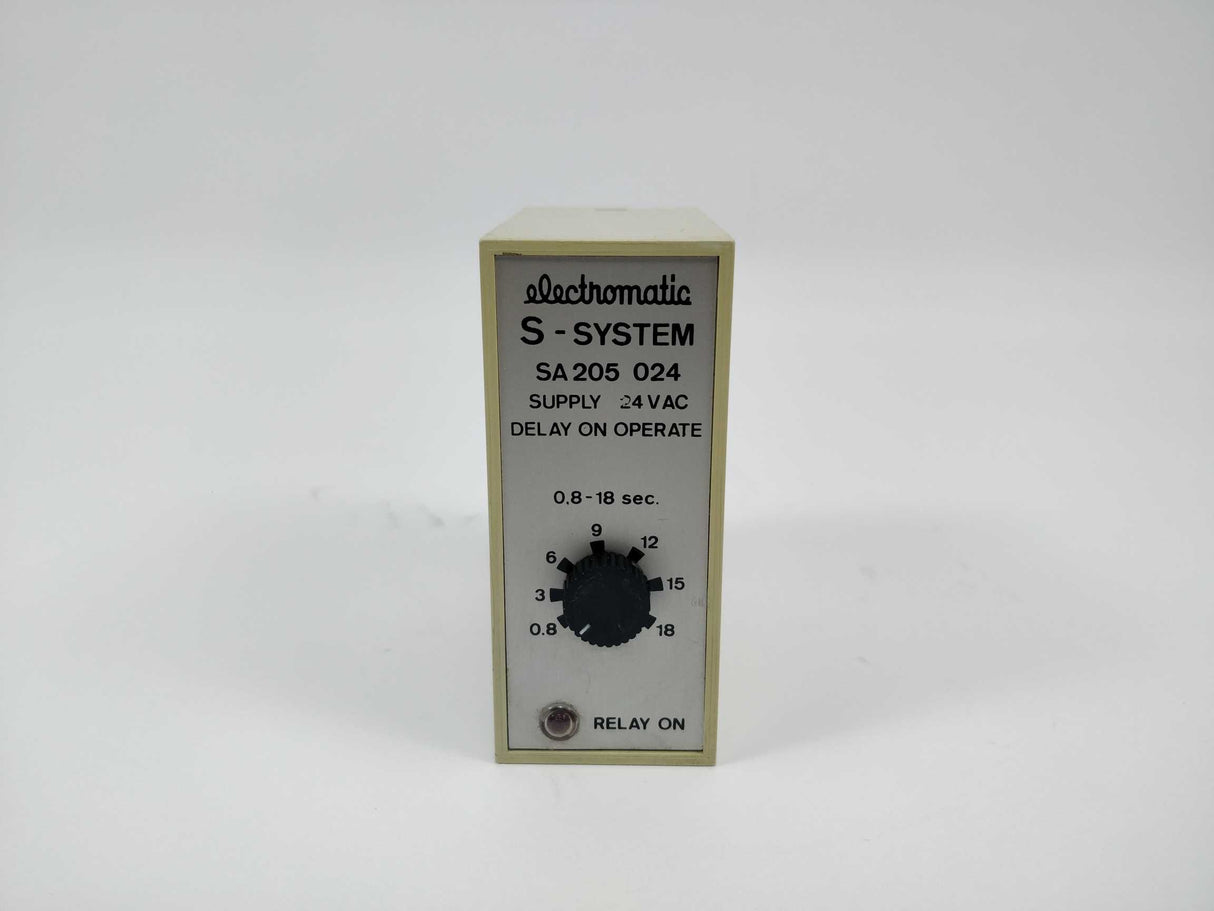 electromatic
S - SYSTEM
SA 205 024
SUPPLY 24 VAC
DELAY ON OPERATE
0,8 - 18 sec.
9
6 12
3 15
0.8 18
RELAY ON